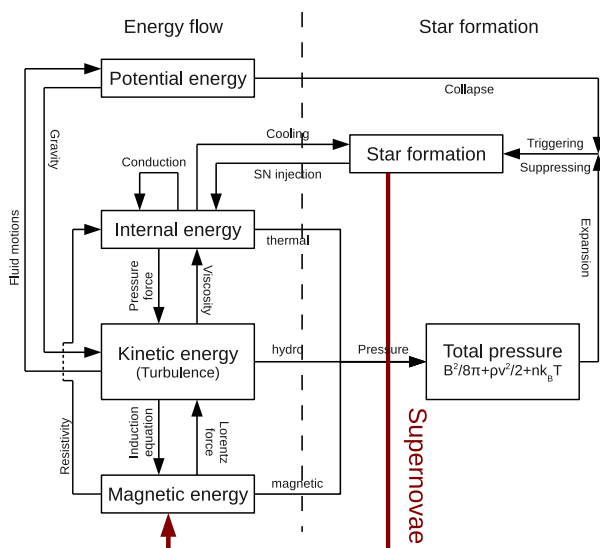 Energy flow
Star formation
Potential energy
Collapse
Gravity
Cooling
Triggering
Star formation
Conduction
SN injection
Suppressing
Fluid motions
Internal energy
thermal
Expansion
Pressure
force
Viscosity
Kinetic energy
(Turbulence)
hydro
Pressure
Total pressure
B²/8π+ρv²/2+nk_BT
Resistivity
Induction
equation
Lorentz
force
Supernovae
Magnetic energy
magnetic